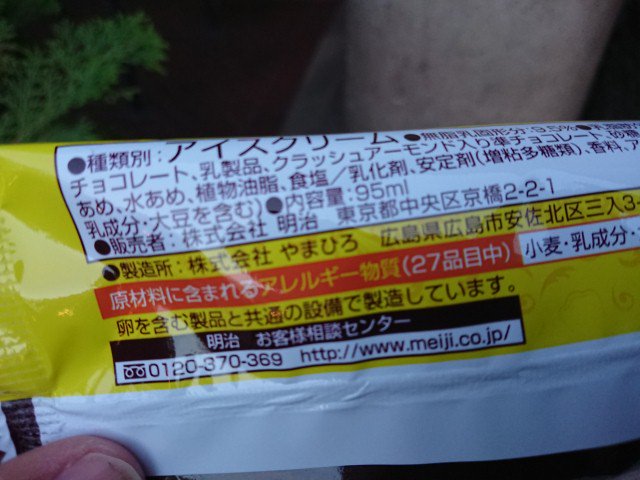 ●種類別：アイスクリーム ●無脂乳固形分:9.5%
チョコレート、乳製品、クラッシュアーモンド入り準チョコレート、
あめ、水あめ、植物油脂、食塩／乳化剤、安定剤(増粘多糖類)、香料、
乳成分・大豆を含む) ●内容量：95ml
●販売者：株式会社 明治 東京都中央区京橋2-2-1
●製造所：株式会社 やまひろ 広島県広島市安佐北区三入3-
原材料に含まれるアレルギー物質(27品目中) 小麦・乳成分・
卵を含む製品と共通の設備で製造しています。
明治 お客様相談センター
0120-370-369 http://www.meiji.co.jp/